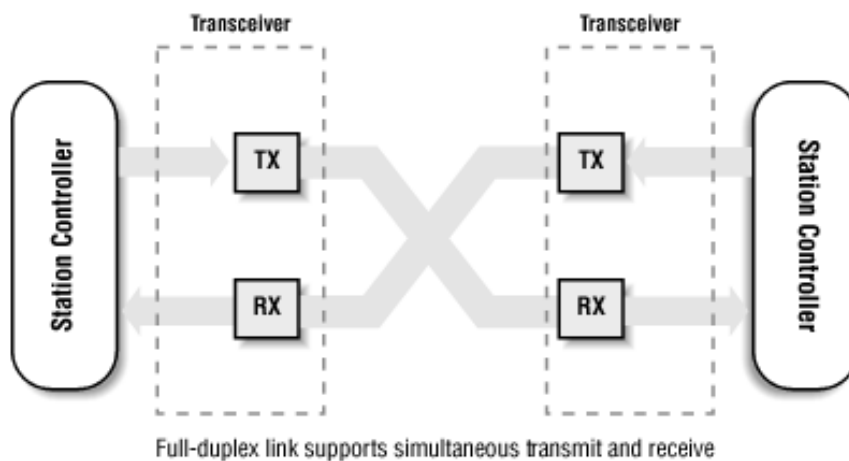 Transceiver
Transceiver
Station Controller
TX
TX
Station Controller
RX
RX
Full-duplex link supports simultaneous transmit and receive